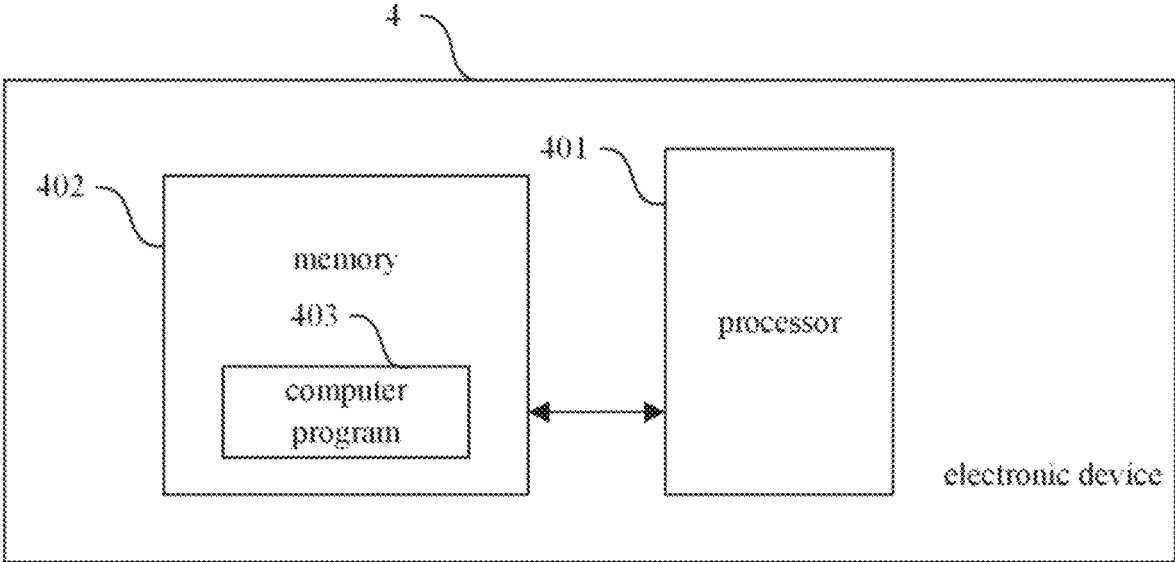 4
401
402
memory
403
processor
computer
program
electronic device